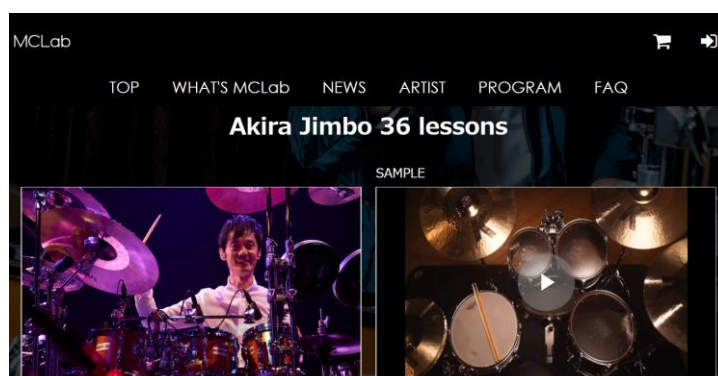 MCLab
TOP WHAT'S MCLab NEWS ARTIST PROGRAM FAQ
Akira Jimbo 36 lessons
SAMPLE